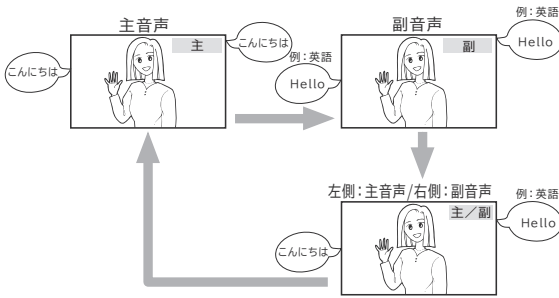 主音声
主
こんにちは
こんにちは
副音声
副
例：英語
Hello
例：英語
Hello
左側：主音声/右側：副音声
主／副
こんにちは
例：英語
Hello